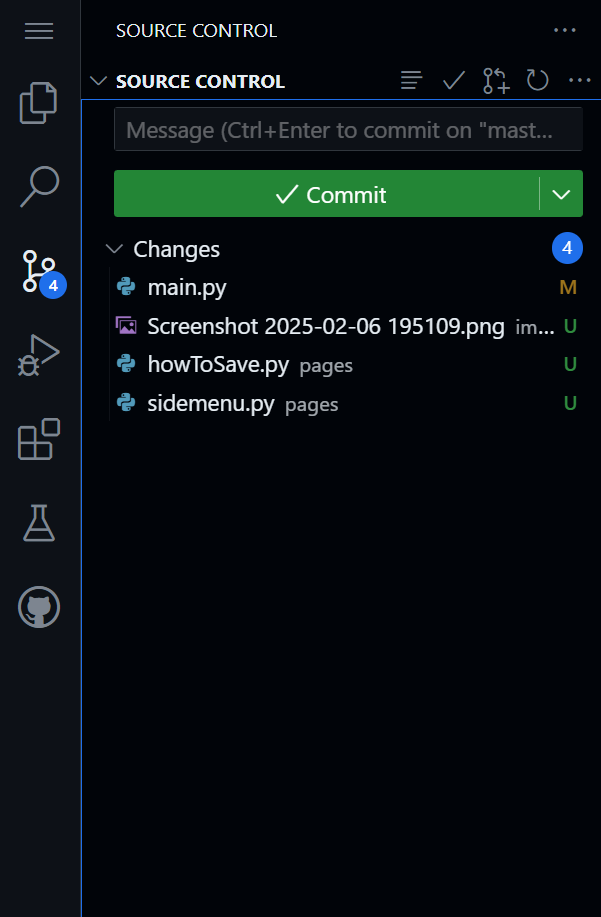 SOURCE CONTROL
SOURCE CONTROL
Message (Ctrl+Enter to commit on "mast...
Commit
4
Changes 4
main.py M
Screenshot 2025-02-06 195109.png im... U
howToSave.py pages U
sidemenu.py pages U